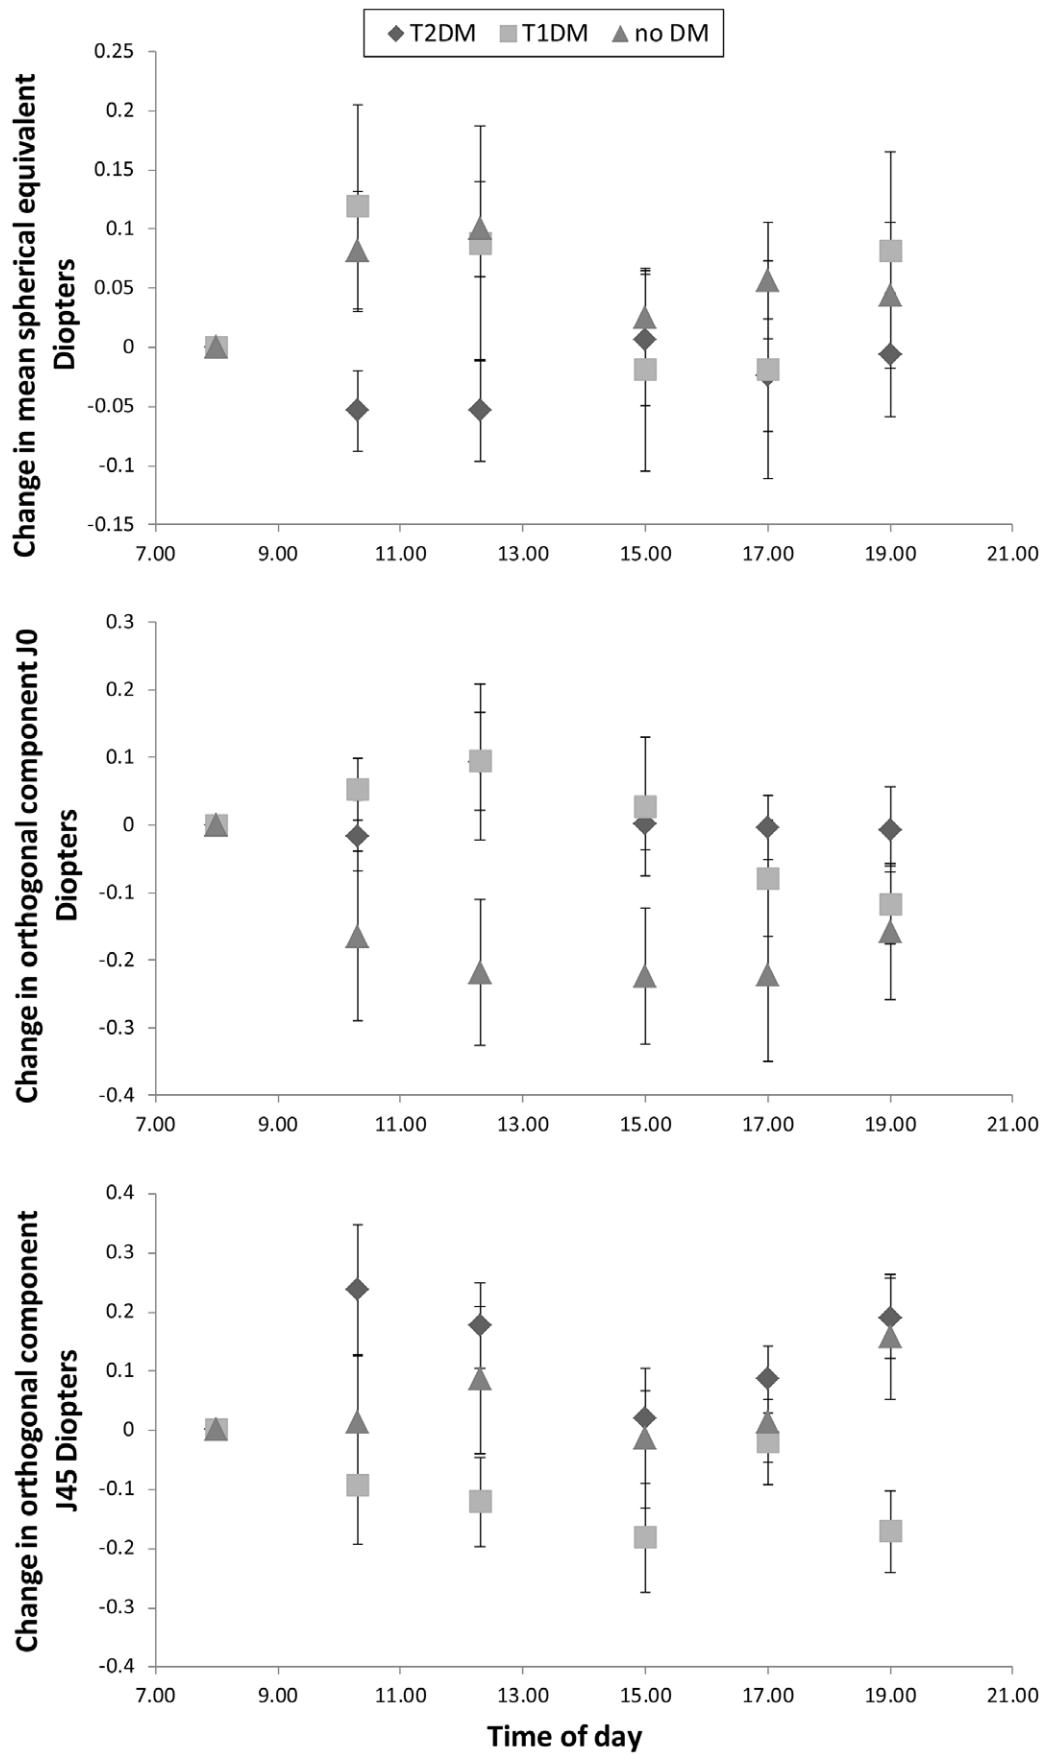 T2DM T1DM no DM
Change in mean spherical equivalent
Diopters
0.25
0.2
0.15
0.1
0.05
0
-0.05
-0.1
-0.15
7.00 9.00 11.00 13.00 15.00 17.00 19.00 21.00
Change in orthogonal component J0
Diopters
0.3
0.2
0.1
0
-0.1
-0.2
-0.3
-0.4
7.00 9.00 11.00 13.00 15.00 17.00 19.00 21.00
Change in orthogonal component
J45 Diopters
0.4
0.3
0.2
0.1
0
-0.1
-0.2
-0.3
-0.4
7.00 9.00 11.00 13.00 15.00 17.00 19.00 21.00
Time of day